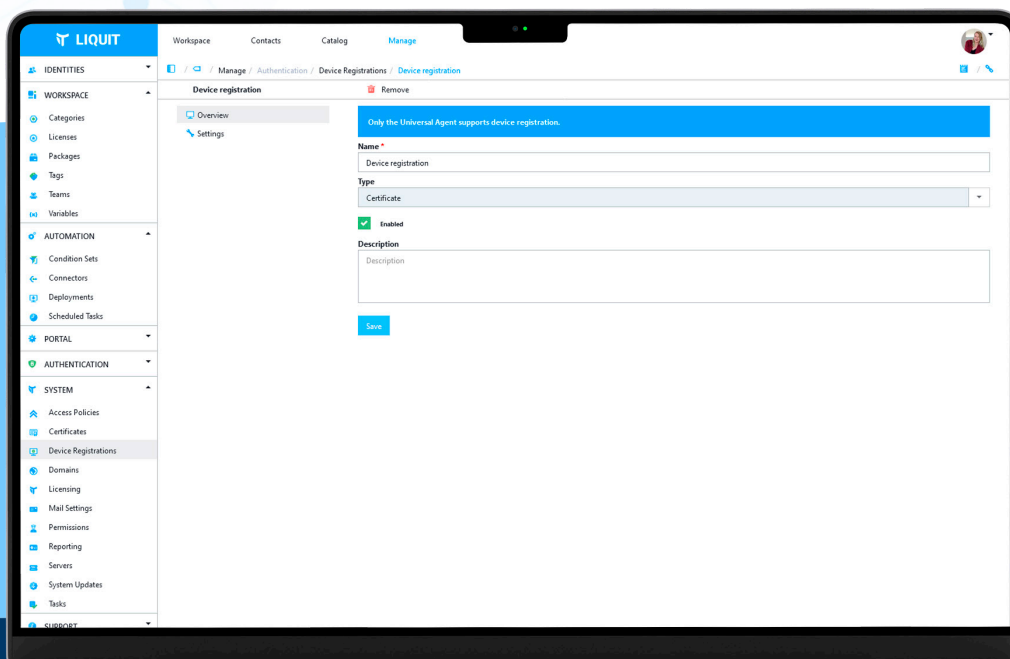 LIQUIT
Workspace Contacts Catalog Manage
IDENTITIES
/ / Manage / Authentication / Device Registrations / Device registration /
Device registration Remove
WORKSPACE
Categories
Licenses
Packages
Tags
Teams
Variables
AUTOMATION
Condition Sets
Connectors
Deployments
Scheduled Tasks
PORTAL
AUTHENTICATION
SYSTEM
Access Policies
Certificates
Device Registrations
Domains
Licensing
Mail Settings
Permissions
Reporting
Servers
System Updates
Tasks
SUPPORT
Overview
Settings
Only the Universal Agent supports device registration.
Name *
Device registration
Type
Certificate
Enabled
Description
Description
Save